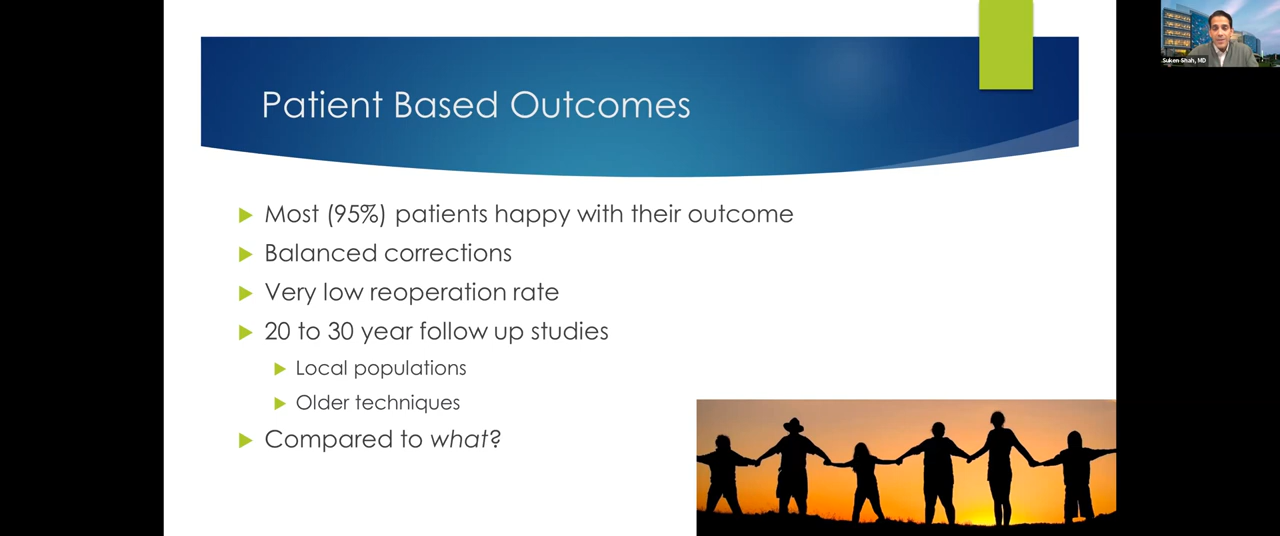 Suken Shah, MD
Patient Based Outcomes
Most (95%) patients happy with their outcome
Balanced corrections
Very low reoperation rate
20 to 30 year follow up studies
Local populations
Older techniques
Compared to what?